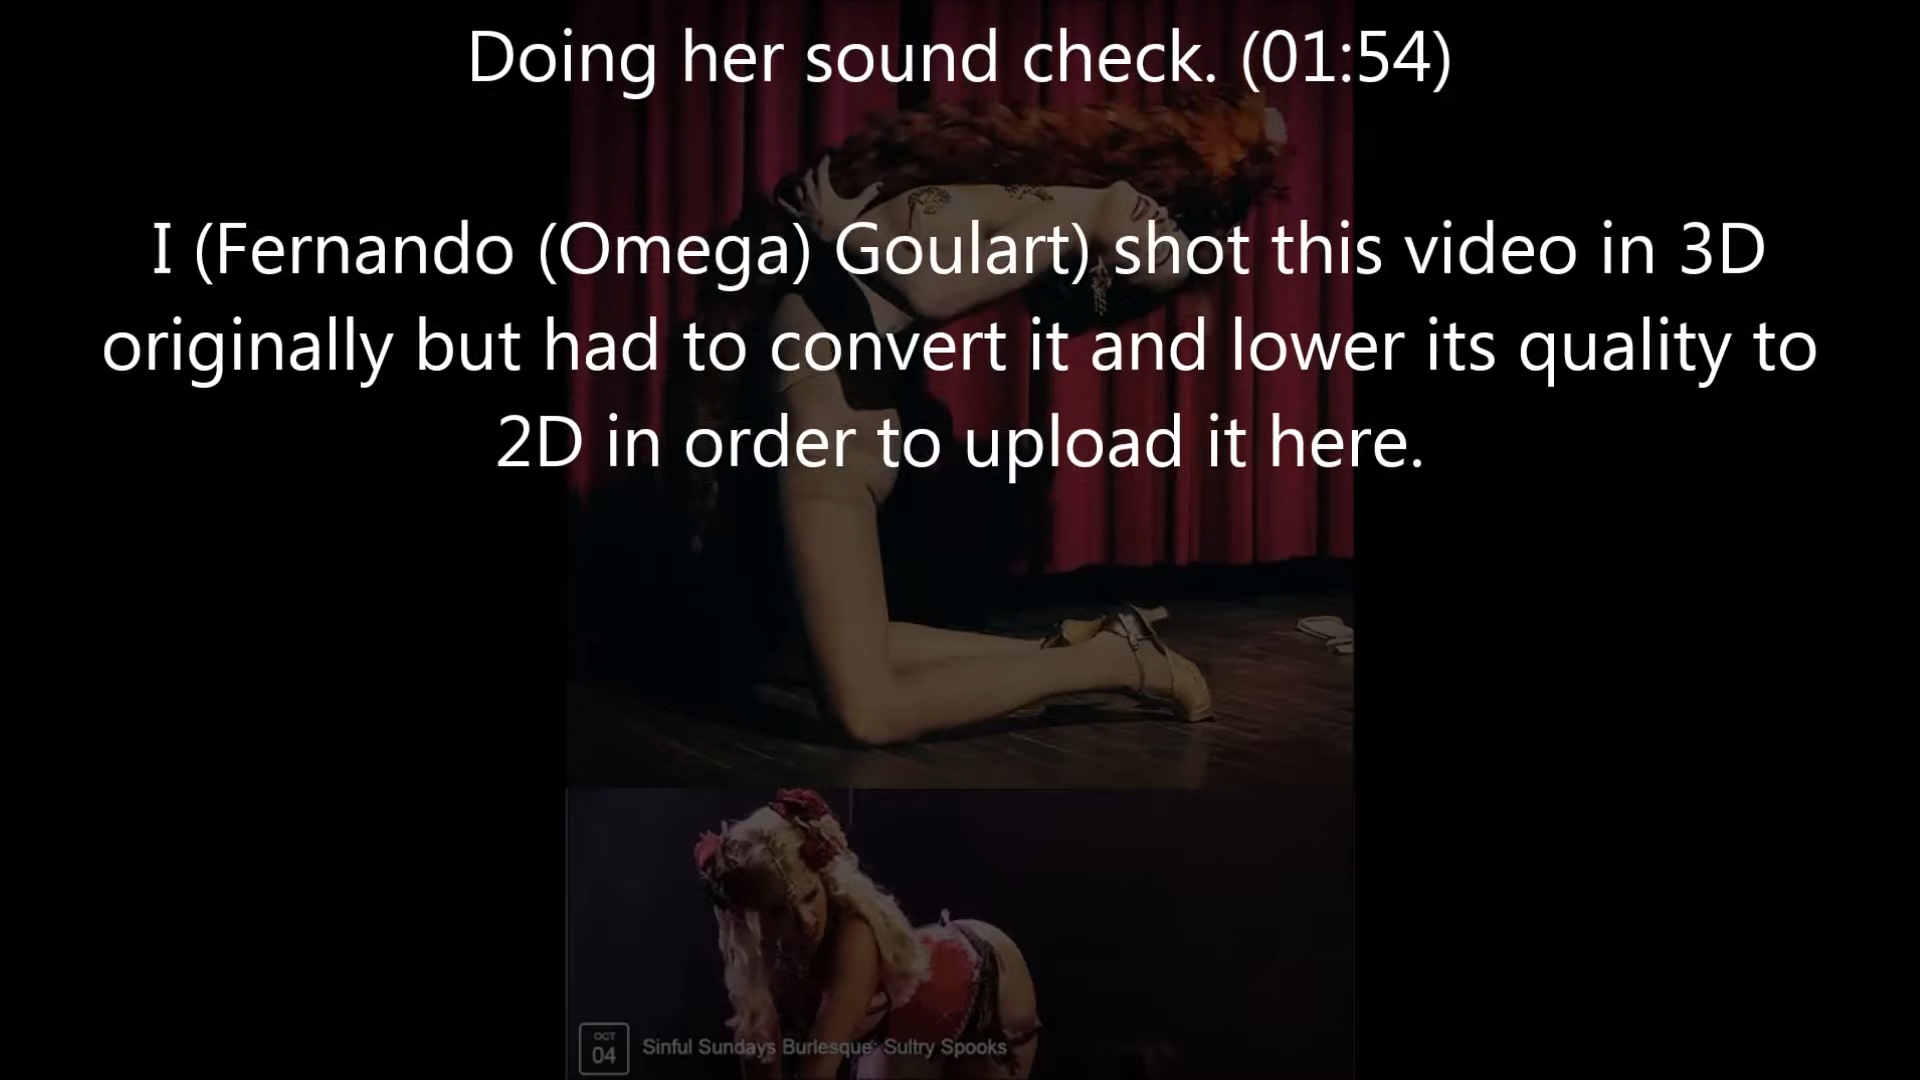 Doing her sound check. (01:54)
I (Fernando (Omega) Goulart) shot this video in 3D
originally but had to convert it and lower its quality to
2D in order to upload it here.
OCT
04
Sinful Sundays Burlesque: Sultry Spooks